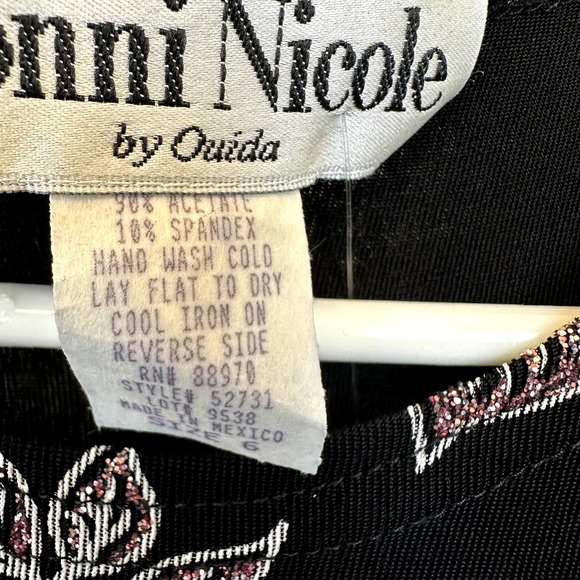 onni Nicole
by Ouida
90% ACETATE
10% SPANDEX
HAND WASH COLD
LAY FLAT TO DRY
COOL IRON ON
REVERSE SIDE
RN# 88970
STYLE# 52731
LOT# 9538
MADE IN MEXICO
SIZE 6